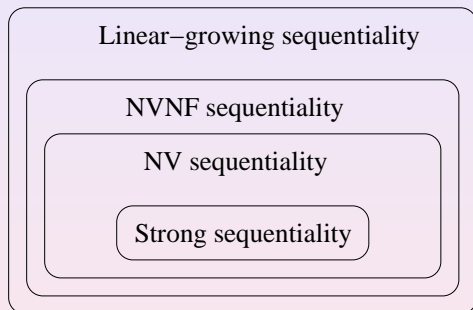 Linear−growing sequentiality
NVNF sequentiality
NV sequentiality
Strong sequentiality